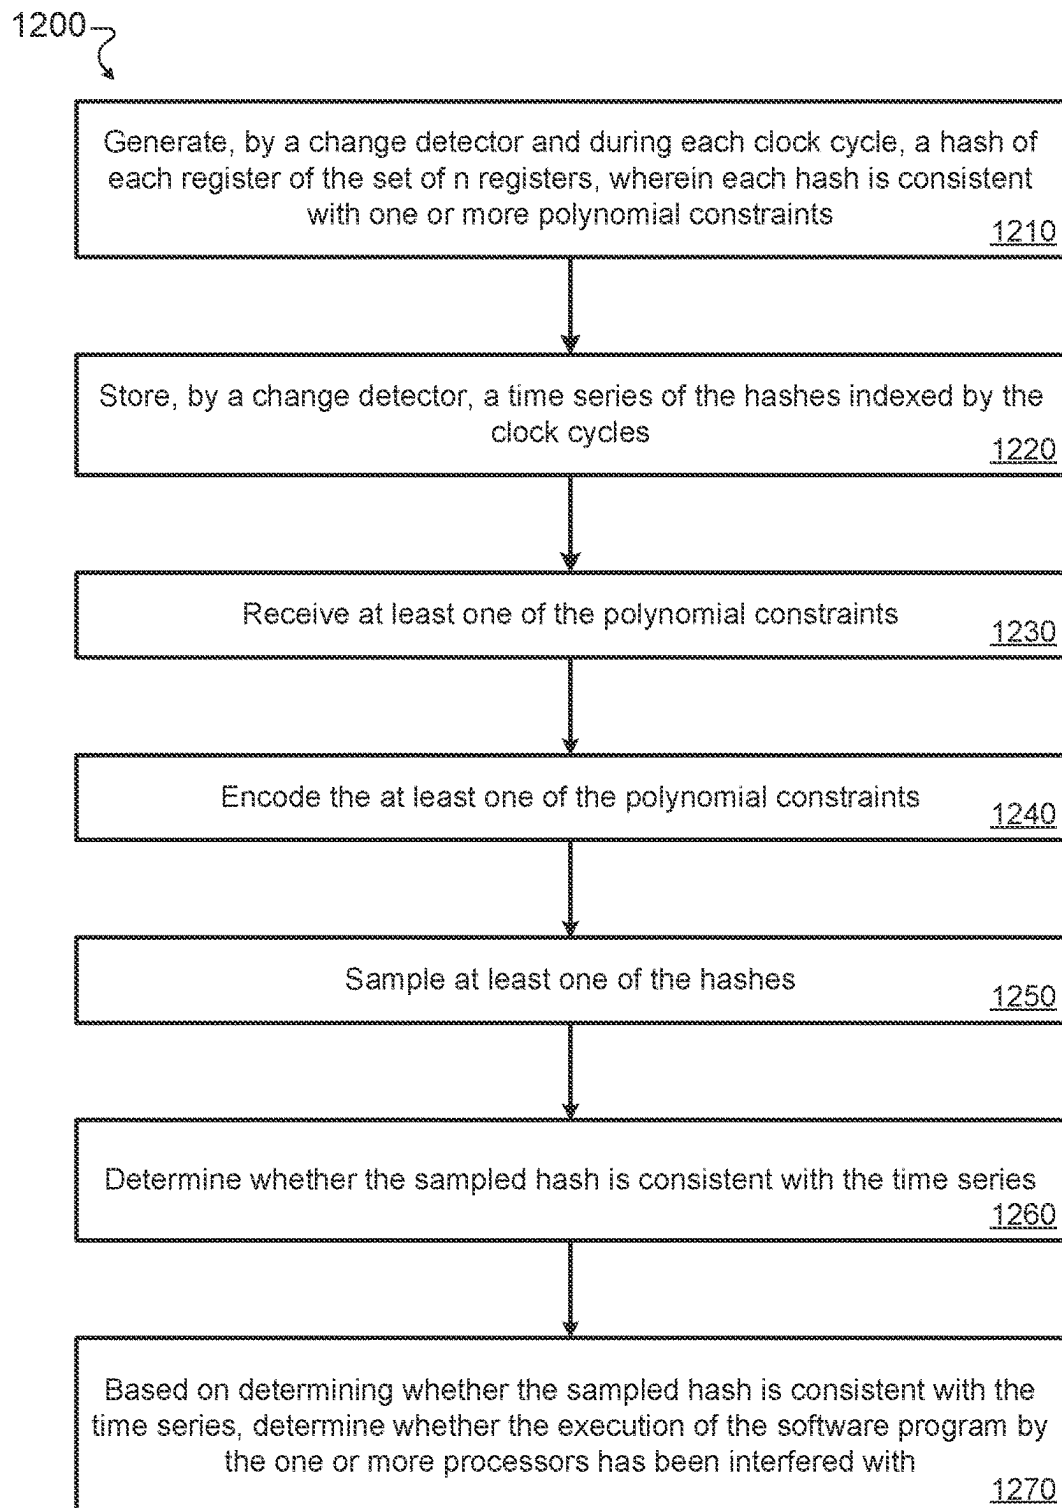 1200
Generate, by a change detector and during each clock cycle, a hash of
each register of the set of n registers, wherein each hash is consistent
with one or more polynomial constraints
1210
Store, by a change detector, a time series of the hashes indexed by the
clock cycles
1220
Receive at least one of the polynomial constraints
1230
Encode the at least one of the polynomial constraints
1240
Sample at least one of the hashes
1250
Determine whether the sampled hash is consistent with the time series
1260
Based on determining whether the sampled hash is consistent with the
time series, determine whether the execution of the software program by
the one or more processors has been interfered with
1270